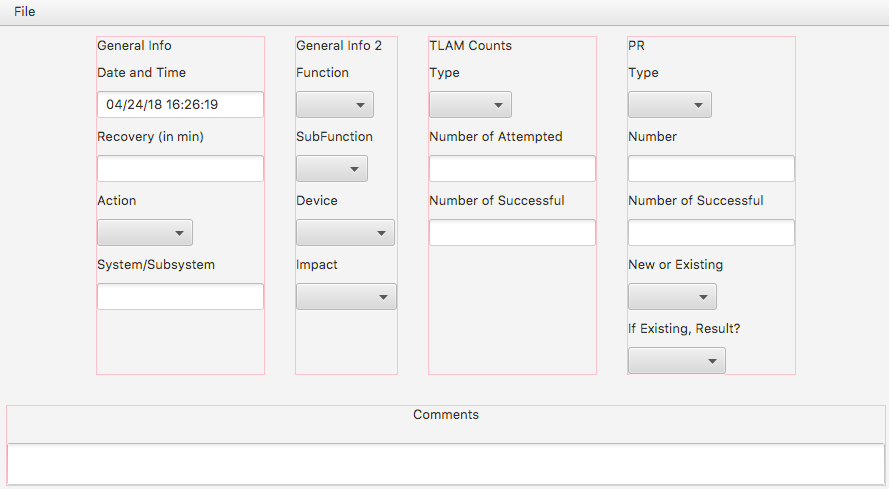 File
General Info
Date and Time
04/24/18 16:26:19
Recovery (in min)
Action
System/Subsystem
General Info 2
Function
SubFunction
Device
Impact
TLAM Counts
Type
Number of Attempted
Number of Successful
PR
Type
Number
Number of Successful
New or Existing
If Existing, Result?
Comments